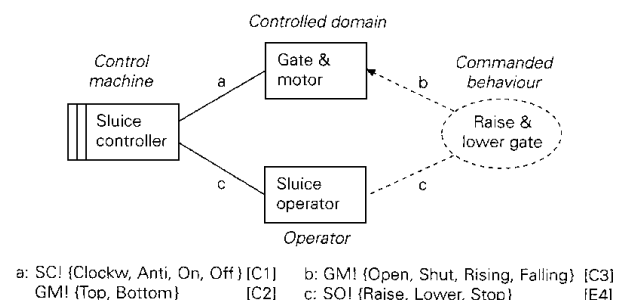 Controlled domain
Control
machine
Gate &
motor
Commanded
behaviour
a
b
Sluice
controller
Raise &
lower gate
c
Sluice
operator
c
Operator
a: SC! {Clockw, Anti, On, Off} [C1]
GM! {Top, Bottom} [C2]
b: GM! {Open, Shut, Rising, Falling} [C3]
c: SO! {Raise, Lower, Stop} [E4]